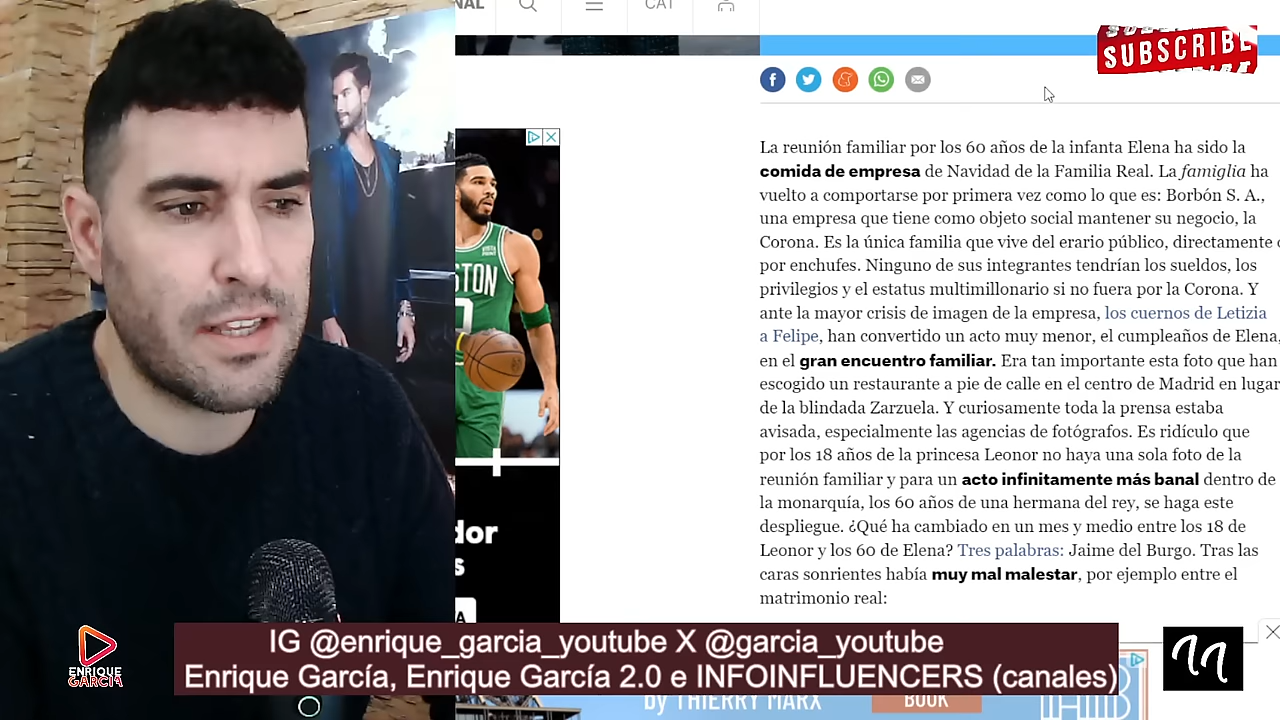 NAL
CAT
SUBSCRIBE
La reunión familiar por los 60 años de la infanta Elena ha sido la
comida de empresa de Navidad de la Familia Real. La famiglia ha
vuelto a comportarse por primera vez como lo que es: Borbón S. A.,
una empresa que tiene como objeto social mantener su negocio, la
Corona. Es la única familia que vive del erario público, directamente o
por enchufes. Ninguno de sus integrantes tendrían los sueldos, los
privilegios y el estatus multimillonario si no fuera por la Corona. Y
ante la mayor crisis de imagen de la empresa, los cuernos de Letizia
a Felipe, han convertido un acto muy menor, el cumpleaños de Elena,
en el gran encuentro familiar. Era tan importante esta foto que han
escogido un restaurante a pie de calle en el centro de Madrid en lugar
de la blindada Zarzuela. Y curiosamente toda la prensa estaba
avisada, especialmente las agencias de fotógrafos. Es ridículo que
por los 18 años de la princesa Leonor no haya una sola foto de la
reunión familiar y para un acto infinitamente más banal dentro de
la monarquía, los 60 años de una hermana del rey, se haga este
despliegue. ¿Qué ha cambiado en un mes y medio entre los 18 de
Leonor y los 60 de Elena? Tres palabras: Jaime del Burgo. Tras las
caras sonrientes había muy mal malestar, por ejemplo entre el
matrimonio real:
STON
dor
s
A
IG @enrique_garcia_youtube X @garcia_youtube
Enrique García, Enrique García 2.0 e INFOINFLUENCERS (canales)
ENRIQUE
GARCÍA
by THIERRY MARX
BOOK